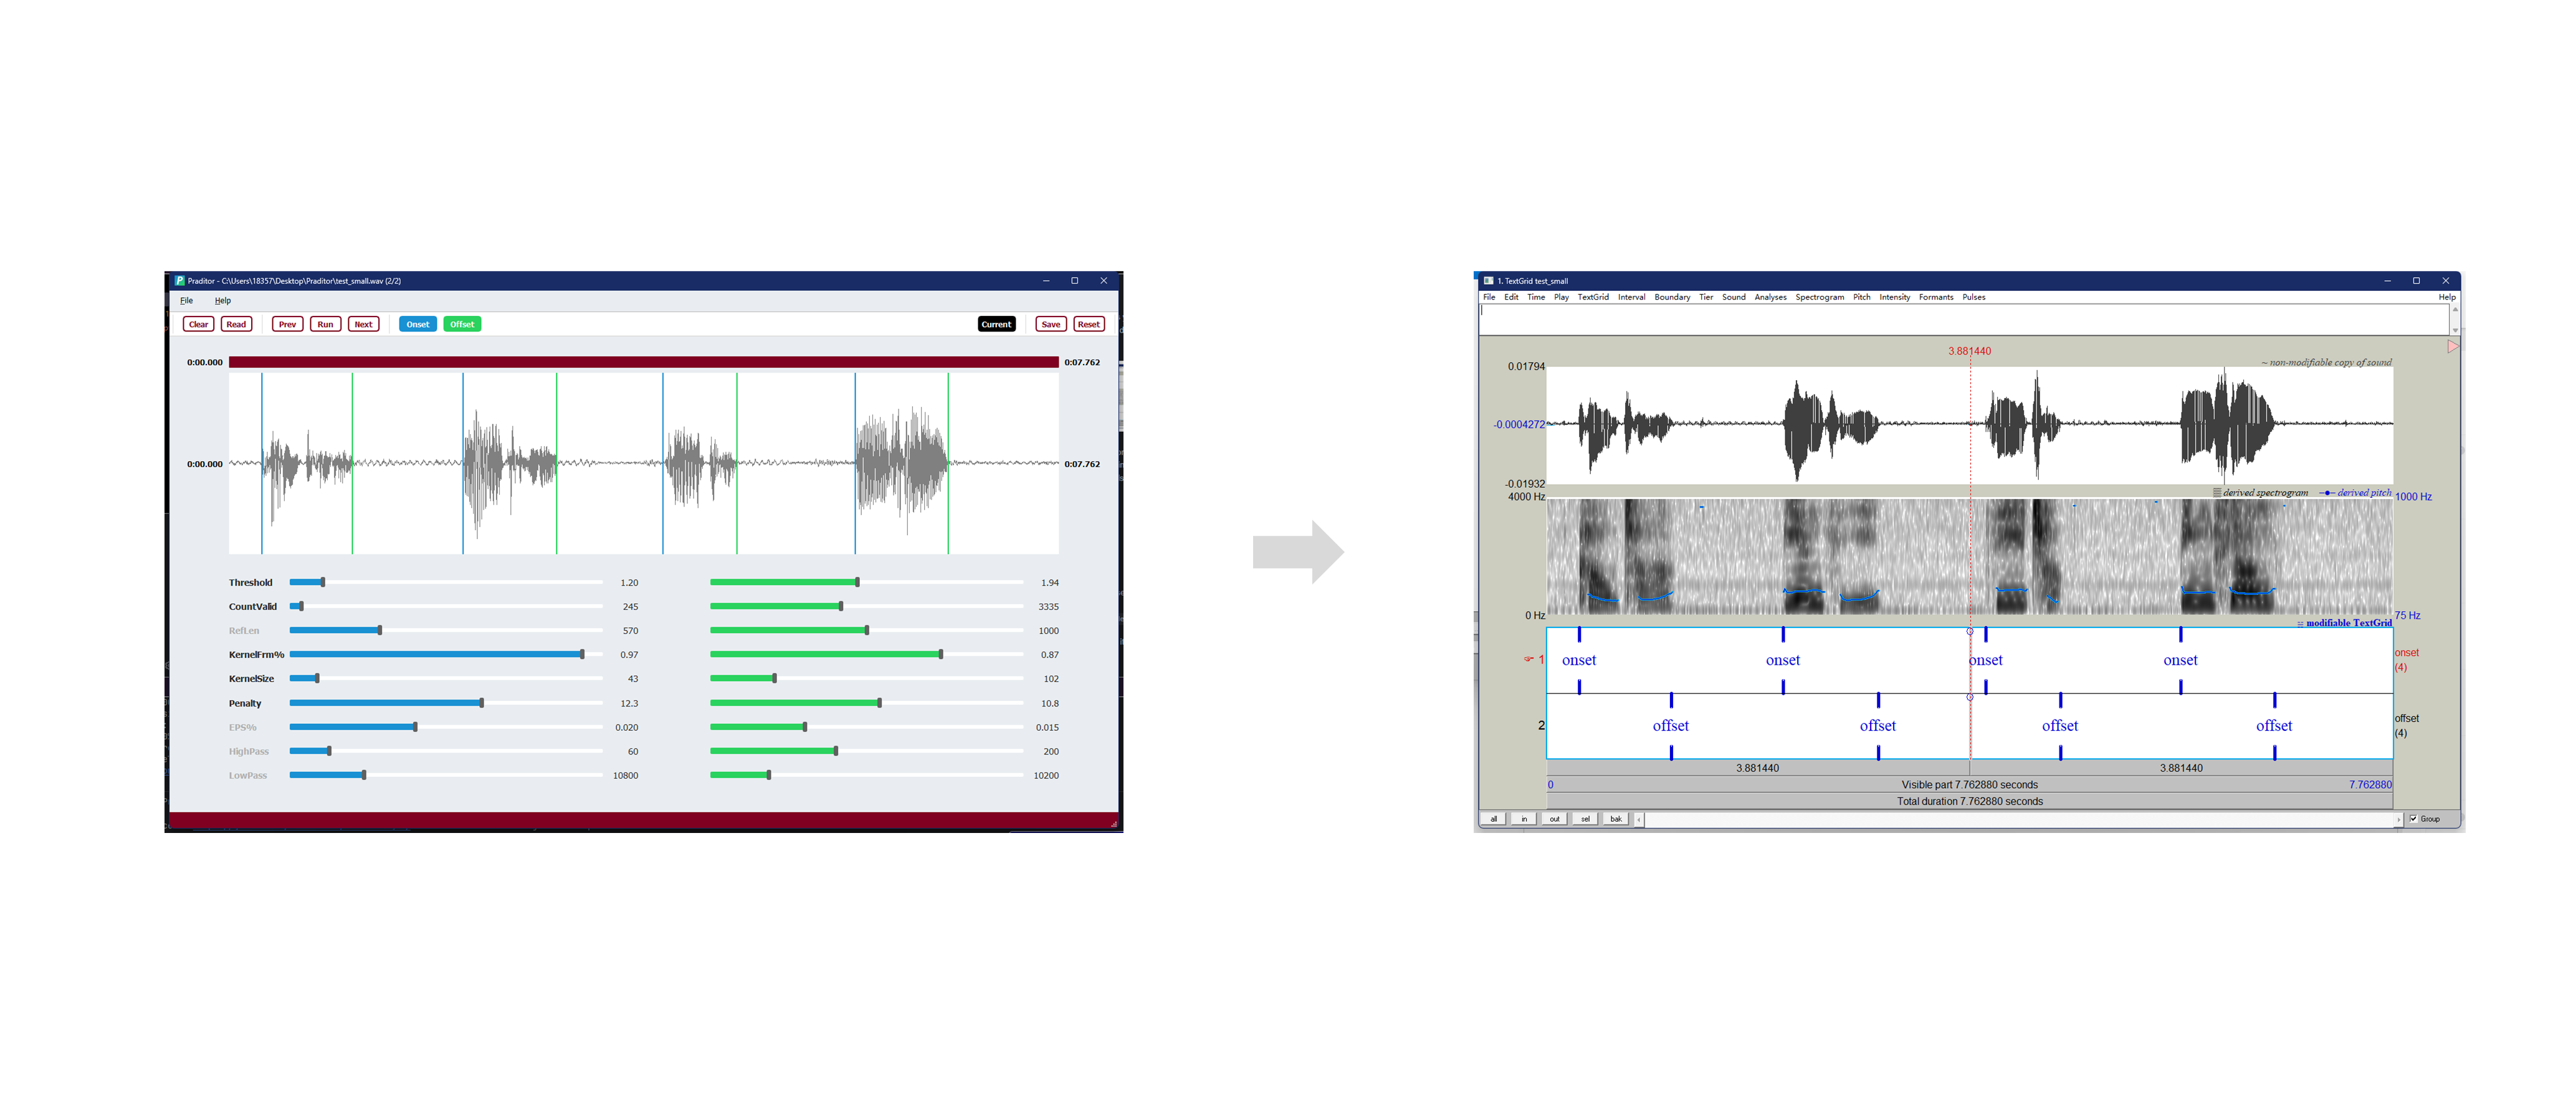 Praditor - C:\Users\18357\Desktop\Praditor\test_small.wav (2/2)
File Help
Clear Read Prev Run Next Onset Offset Current Save Reset
0:00.000 0:07.762
0:00.000 0:07.762
Threshold 1.20 1.94
CountValid 245 3335
RefLen 570 1000
KernelFrm% 0.97 0.87
KernelSize 43 102
Penalty 12.3 10.8
EPS% 0.020 0.015
HighPass 60 200
LowPass 10800 10200
1. TextGrid test_small
File Edit Time Play TextGrid Interval Boundary Tier Sound Analyses Spectrogram Pitch Intensity Formants Pulses Help
3.881440
0.01794 ~ non-modifiable copy of sound
-0.0004272
-0.01932
4000 Hz derived spectrogram derived pitch 1000 Hz
0 Hz 75 Hz
modifiable TextGrid
1 onset onset onset onset onset
(4)
2 offset offset offset offset offset
(4)
3.881440 3.881440
0 Visible part 7.762880 seconds 7.762880
Total duration 7.762880 seconds
all in out sel bak Group